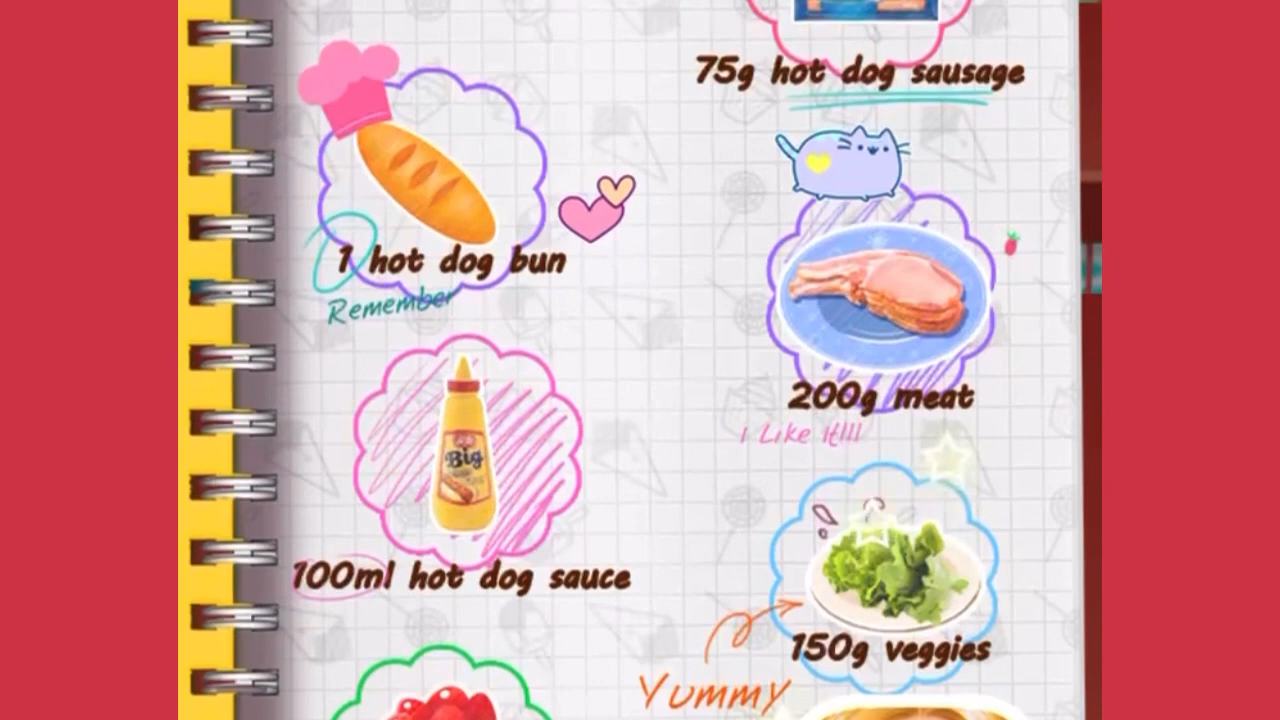 75g hot dog sausage
1 hot dog bun
Remember
200g meat
I Like It!!!
Big
100ml hot dog sauce
150g veggies
Yummy